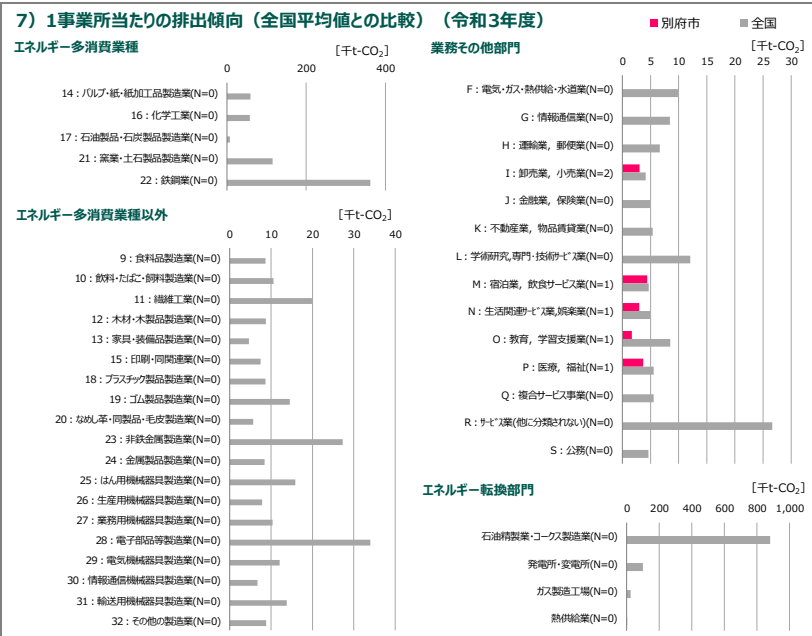 7）1事業所当たりの排出傾向（全国平均値との比較）（令和3年度）
別府市
全国
エネルギー多消費業種
[千t-CO₂]
0 200 400
14：パルプ・紙・紙加工品製造業(N=0)
16：化学工業(N=0)
17：石油製品・石炭製品製造業(N=0)
21：窯業・土石製品製造業(N=0)
22：鉄鋼業(N=0)
エネルギー多消費業種以外
[千t-CO₂]
0 10 20 30 40
9：食料品製造業(N=0)
10：飲料・たばこ・飼料製造業(N=0)
11：繊維工業(N=0)
12：木材・木製品製造業(N=0)
13：家具・装備品製造業(N=0)
15：印刷・同関連業(N=0)
18：プラスチック製品製造業(N=0)
19：ゴム製品製造業(N=0)
20：なめし革・同製品・毛皮製造業(N=0)
23：非鉄金属製造業(N=0)
24：金属製品製造業(N=0)
25：はん用機械器具製造業(N=0)
26：生産用機械器具製造業(N=0)
27：業務用機械器具製造業(N=0)
28：電子部品等製造業(N=0)
29：電気機械器具製造業(N=0)
30：情報通信機械器具製造業(N=0)
31：輸送用機械器具製造業(N=0)
32：その他の製造業(N=0)
業務その他部門
[千t-CO₂]
0 5 10 15 20 25 30
F：電気・ガス・熱供給・水道業(N=0)
G：情報通信業(N=0)
H：運輸業，郵便業(N=0)
I：卸売業，小売業(N=2)
J：金融業，保険業(N=0)
K：不動産業，物品賃貸業(N=0)
L：学術研究,専門・技術ｻｰﾋﾞｽ業(N=0)
M：宿泊業，飲食サービス業(N=1)
N：生活関連ｻｰﾋﾞｽ業,娯楽業(N=1)
O：教育，学習支援業(N=1)
P：医療，福祉(N=1)
Q：複合サービス事業(N=0)
R：ｻｰﾋﾞｽ業(他に分類されない)(N=0)
S：公務(N=0)
エネルギー転換部門
[千t-CO₂]
0 200 400 600 800 1,000
石油精製業・コークス製造業(N=0)
発電所・変電所(N=0)
ガス製造工場(N=0)
熱供給業(N=0)